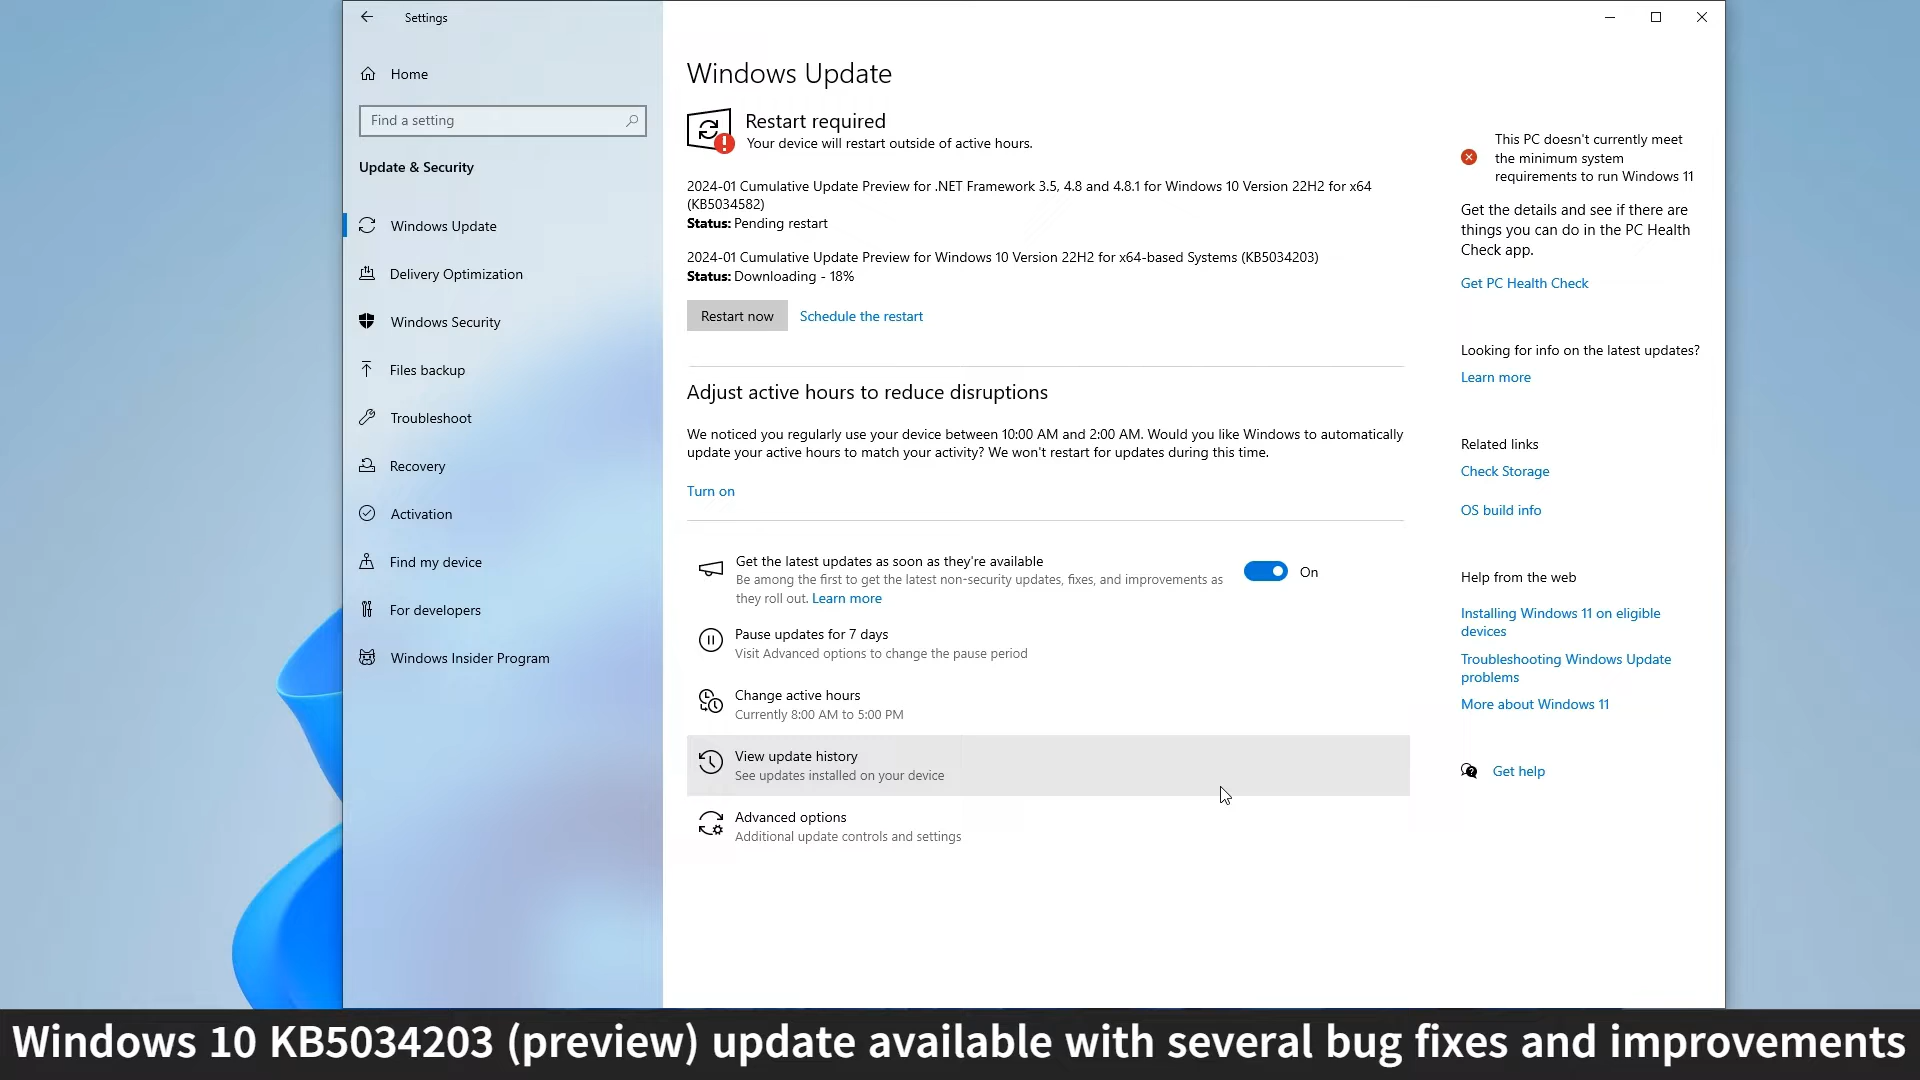 Settings
Home
Find a setting
Update & Security
Windows Update
Delivery Optimization
Windows Security
Files backup
Troubleshoot
Recovery
Activation
Find my device
For developers
Windows Insider Program
Windows Update
Restart required
Your device will restart outside of active hours.
2024-01 Cumulative Update Preview for .NET Framework 3.5, 4.8 and 4.8.1 for Windows 10 Version 22H2 for x64
(KB5034582)
Status: Pending restart
2024-01 Cumulative Update Preview for Windows 10 Version 22H2 for x64-based Systems (KB5034203)
Status: Downloading - 18%
Restart now Schedule the restart
Adjust active hours to reduce disruptions
We noticed you regularly use your device between 10:00 AM and 2:00 AM. Would you like Windows to automatically
update your active hours to match your activity? We won't restart for updates during this time.
Turn on
Get the latest updates as soon as they're available
Be among the first to get the latest non-security updates, fixes, and improvements as
they roll out. Learn more
On
Pause updates for 7 days
Visit Advanced options to change the pause period
Change active hours
Currently 8:00 AM to 5:00 PM
View update history
See updates installed on your device
Advanced options
Additional update controls and settings
This PC doesn't currently meet
the minimum system
requirements to run Windows 11
Get the details and see if there are
things you can do in the PC Health
Check app.
Get PC Health Check
Looking for info on the latest updates?
Learn more
Related links
Check Storage
OS build info
Help from the web
Installing Windows 11 on eligible
devices
Troubleshooting Windows Update
problems
More about Windows 11
Get help
Windows 10 KB5034203 (preview) update available with several bug fixes and improvements